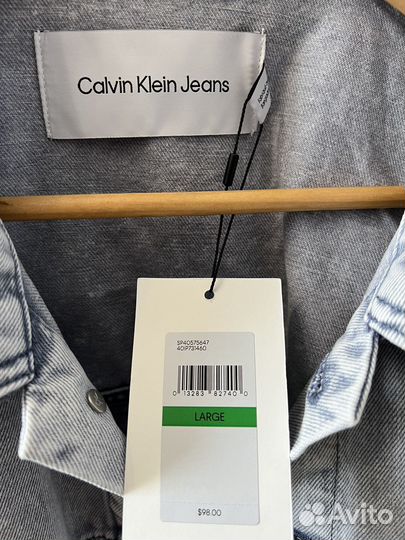 Calvin Klein Jeans
SP40575647
40IP731460
0 13283 82740 0
LARGE
$98.00
Avito